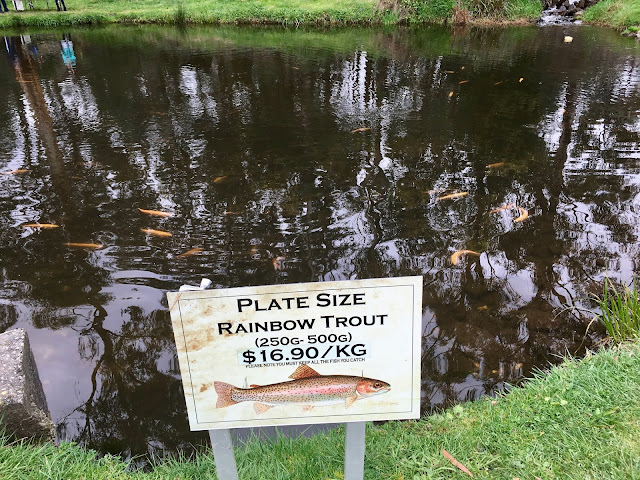 Plate Size
Rainbow Trout
(250g- 500g)
$16.90/kg
PLEASE NOTE YOU MUST KEEP ALL THE FISH YOU CATCH